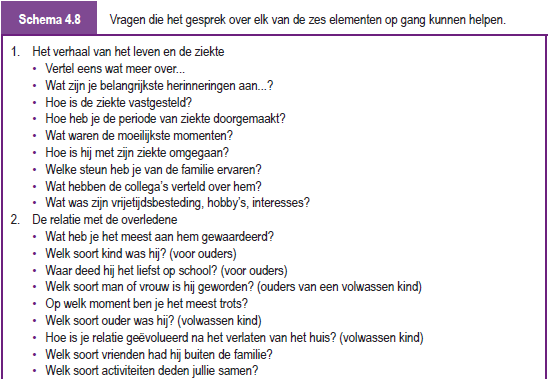 Schema 4.8 Vragen die het gesprek over elk van de zes elementen op gang kunnen helpen.
1. Het verhaal van het leven en de ziekte
• Vertel eens wat meer over...
• Wat zijn je belangrijkste herinneringen aan...?
• Hoe is de ziekte vastgesteld?
• Hoe heb je de periode van ziekte doorgemaakt?
• Wat waren de moeilijkste momenten?
• Hoe is hij met zijn ziekte omgegaan?
• Welke steun heb je van de familie ervaren?
• Wat hebben de collega's verteld over hem?
• Wat was zijn vrijetijdsbesteding, hobby's, interesses?
2. De relatie met de overledene
• Wat heb je het meest aan hem gewaardeerd?
• Welk soort kind was hij? (voor ouders)
• Waar deed hij het liefst op school? (voor ouders)
• Welk soort man of vrouw is hij geworden? (ouders van een volwassen kind)
• Op welk moment ben je het meest trots?
• Welk soort ouder was hij? (volwassen kind)
• Hoe is je relatie geëvolueerd na het verlaten van het huis? (volwassen kind)
• Welk soort vrienden had hij buiten de familie?
• Welk soort activiteiten deden jullie samen?